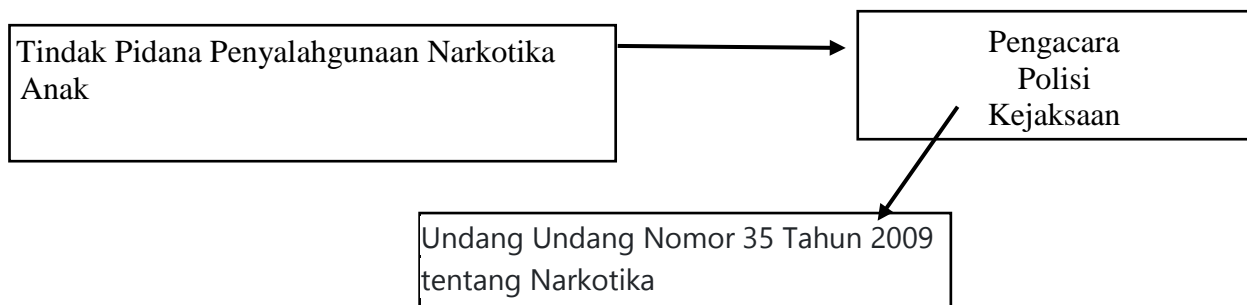 Tindak Pidana Penyalahgunaan Narkotika
Anak
Pengacara
Polisi
Kejaksaan
Undang Undang Nomor 35 Tahun 2009
tentang Narkotika